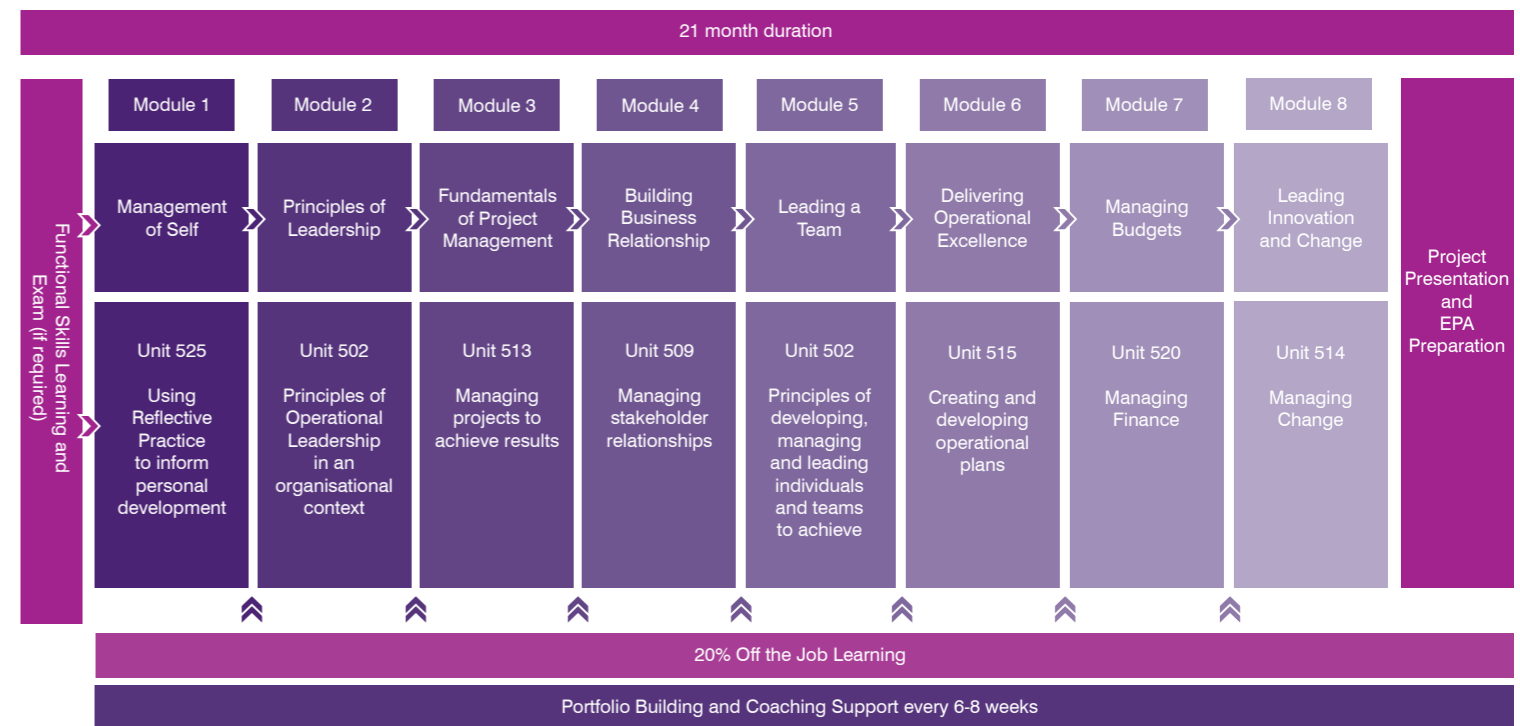 21 month duration
Functional Skills Learning and
Exam (if required)
Module 1
Module 2
Module 3
Module 4
Module 5
Module 6
Module 7
Module 8
Management
of Self
Principles of
Leadership
Fundamentals
of Project
Management
Building
Business
Relationship
Leading a
Team
Delivering
Operational
Excellence
Managing
Budgets
Leading
Innovation
and Change
Unit 525
Using
Reflective
Practice
to inform
personal
development
Unit 502
Principles of
Operational
Leadership
in an
organisational
context
Unit 513
Managing
projects to
achieve results
Unit 509
Managing
stakeholder
relationships
Unit 502
Principles of
developing,
managing
and leading
individuals
and teams
to achieve
Unit 515
Creating and
developing
operational
plans
Unit 520
Managing
Finance
Unit 514
Managing
Change
Project
Presentation
and
EPA
Preparation
20% Off the Job Learning
Portfolio Building and Coaching Support every 6-8 weeks